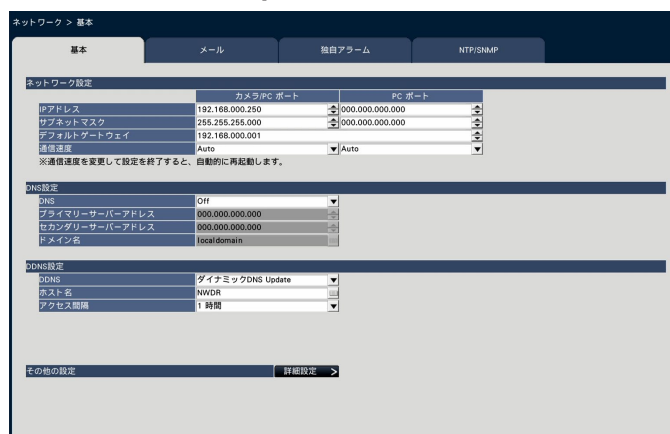 ネットワーク > 基本
基本 メール 独自アラーム NTP/SNMP
ネットワーク設定
カメラ/PC ポート PC ポート
IPアドレス 192.168.000.250 000.000.000.000
サブネットマスク 255.255.255.000 000.000.000.000
デフォルトゲートウェイ 192.168.000.001
通信速度 Auto Auto
※通信速度を変更して設定を終了すると、自動的に再起動します。
DNS設定
DNS Off
プライマリーサーバーアドレス 000.000.000.000
セカンダリーサーバーアドレス 000.000.000.000
ドメイン名 localdomain
DDNS設定
DDNS ダイナミックDNS Update
ホスト名 NWDR
アクセス間隔 1 時間
その他の設定 詳細設定 >